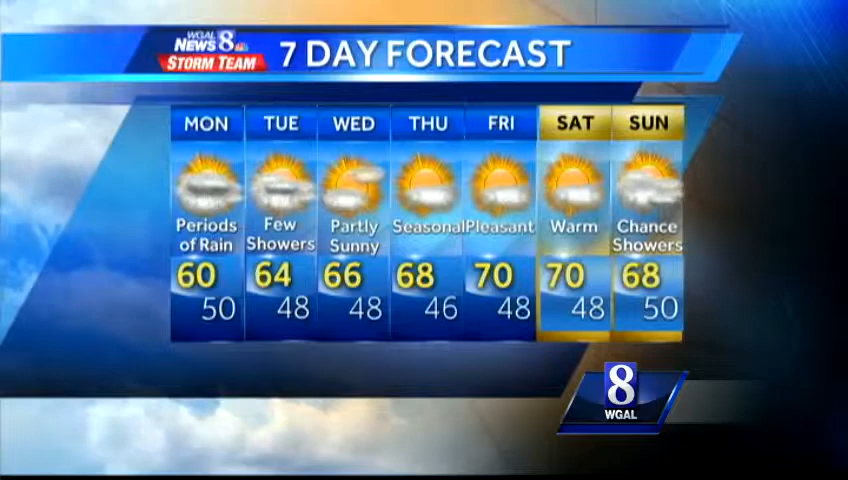 WGAL
NEWS 8
STORM TEAM
7 DAY FORECAST
MON TUE WED THU FRI SAT SUN
Periods of Rain
Few Showers
Partly Sunny
Seasonal
Pleasant
Warm
Chance Showers
60 64 66 68 70 70 68
50 48 48 46 48 48 50
8
WGAL